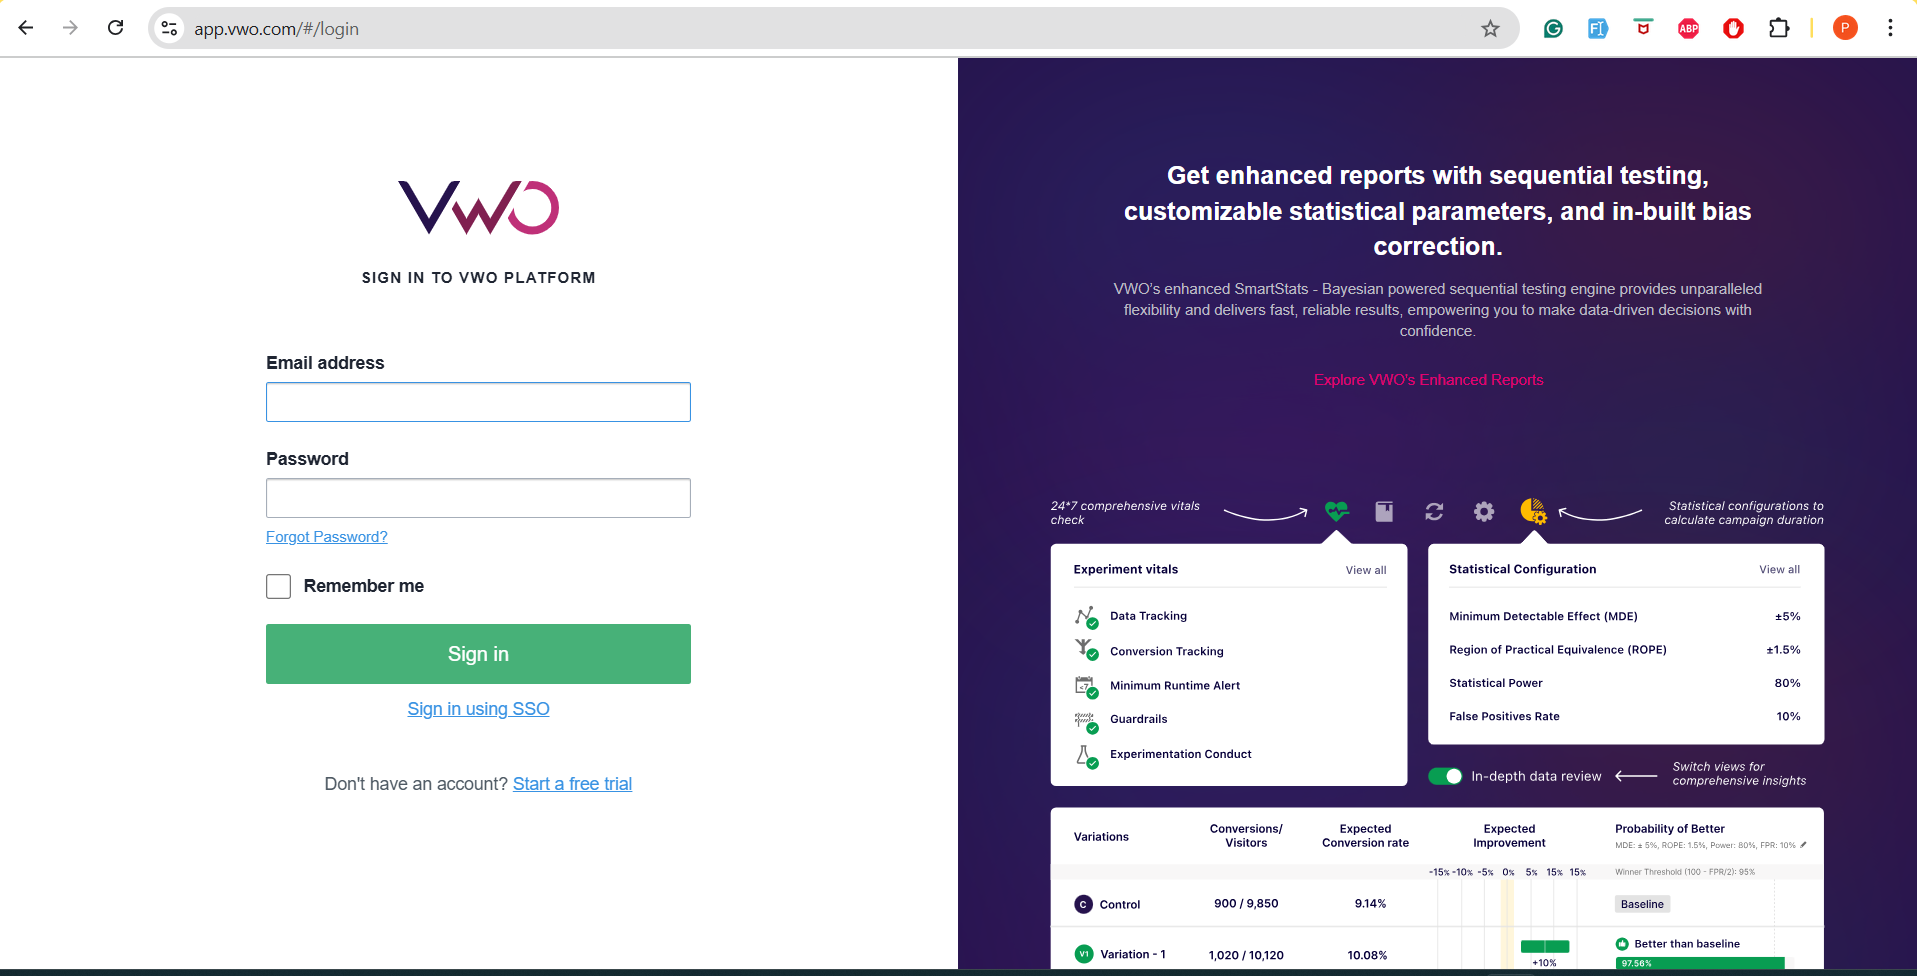 app.vwo.com/#/login
ABP
P
VWO
SIGN IN TO VWO PLATFORM
Email address
Password
Forgot Password?
Remember me
Sign in
Sign in using SSO
Don't have an account? Start a free trial
Get enhanced reports with sequential testing,
customizable statistical parameters, and in-built bias
correction.
VWO's enhanced SmartStats - Bayesian powered sequential testing engine provides unparalleled
flexibility and delivers fast, reliable results, empowering you to make data-driven decisions with
confidence.
Explore VWO's Enhanced Reports
24*7 comprehensive vitals
check
Statistical configurations to
calculate campaign duration
Experiment vitals View all
Data Tracking
Conversion Tracking
<7 Minimum Runtime Alert
Guardrails
Experimentation Conduct
Statistical Configuration View all
Minimum Detectable Effect (MDE) ±5%
Region of Practical Equivalence (ROPE) ±1.5%
Statistical Power 80%
False Positives Rate 10%
In-depth data review
Switch views for
comprehensive insights
Variations
Conversions/
Visitors
Expected
Conversion rate
Expected
Improvement
Probability of Better
MDE: ± 5%, ROPE: 1.5%, Power: 80%, FPR: 10%
-15% -10% -5% 0% 5% 15% 15%
Winner Threshold (100 - FPR/2): 95%
C Control 900 / 9,850 9.14% Baseline
V1 Variation - 1 1,020 / 10,120 10.08%
+10%
Better than baseline
97.56%